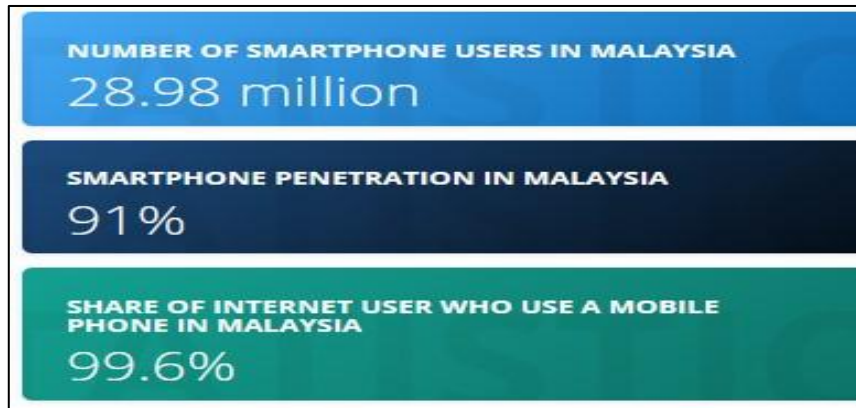 NUMBER OF SMARTPHONE USERS IN MALAYSIA
28.98 million
SMARTPHONE PENETRATION IN MALAYSIA
91%
SHARE OF INTERNET USER WHO USE A MOBILE
PHONE IN MALAYSIA
99.6%